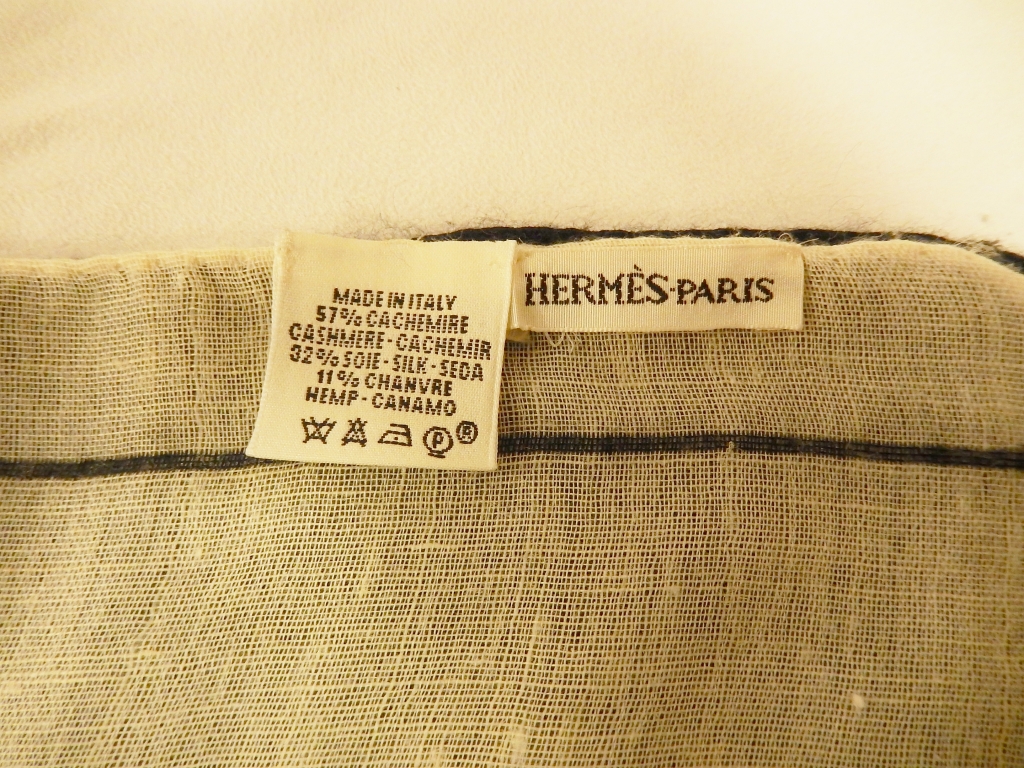 MADE IN ITALY
57% CACHEMIRE
CASHMERE - CACHEMIR
32% SOIE - SILK - SEDA
11% CHANVRE
HEMP - CANAMO
P ®
HERMÈS-PARIS